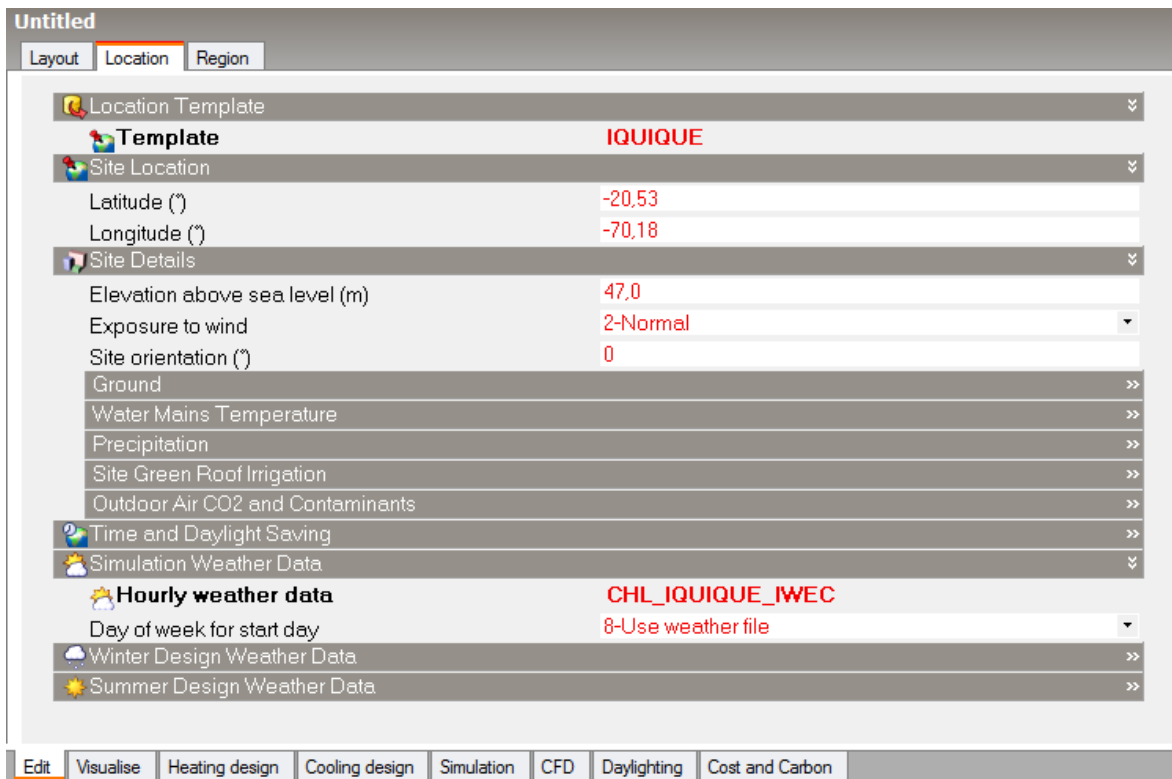 Untitled
Layout Location Region
Location Template
Template IQUIQUE
Site Location
Latitude (°) -20,53
Longitude (°) -70,18
Site Details
Elevation above sea level (m) 47,0
Exposure to wind 2-Normal
Site orientation (°) 0
Ground
Water Mains Temperature
Precipitation
Site Green Roof Irrigation
Outdoor Air CO2 and Contaminants
Time and Daylight Saving
Simulation Weather Data
Hourly weather data CHL_IQUIQUE_IWEC
Day of week for start day 8-Use weather file
Winter Design Weather Data
Summer Design Weather Data
Edit Visualise Heating design Cooling design Simulation CFD Daylighting Cost and Carbon